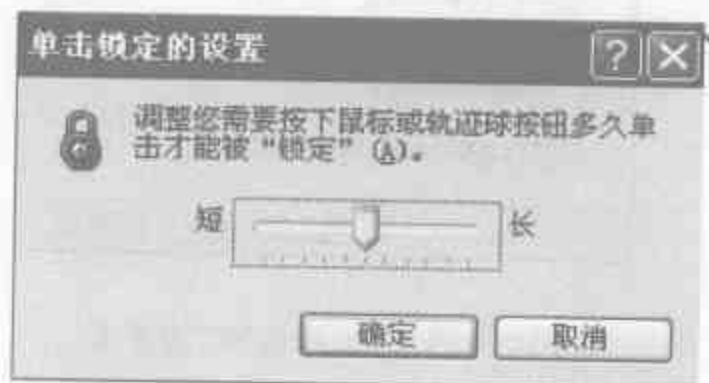 单击锁定的设置
调整您需要按下鼠标或轨迹球按钮多久单
击才能被“锁定”(A)。
短 长
确定 取消